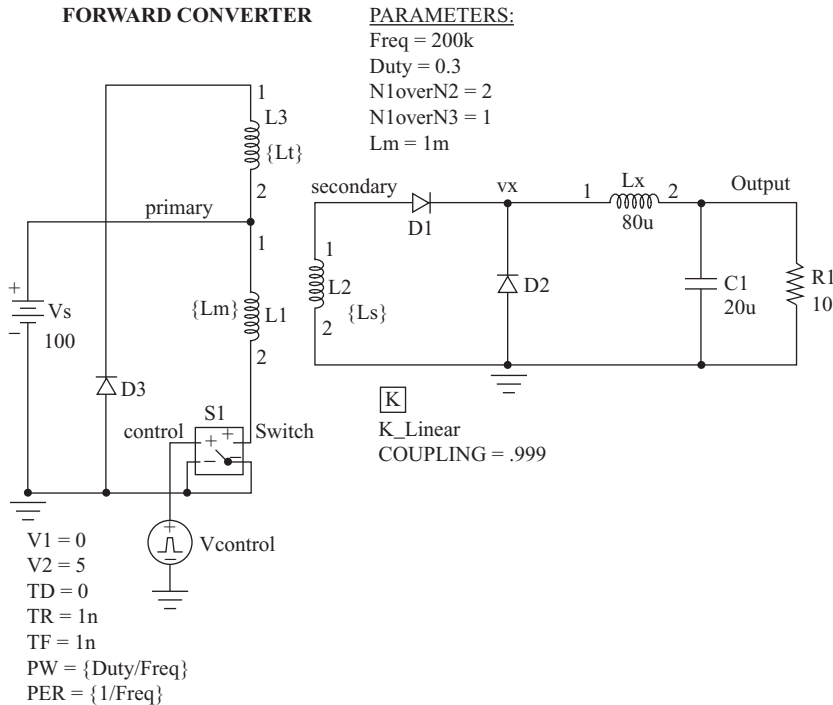 FORWARD CONVERTER
PARAMETERS:
Freq = 200k
Duty = 0.3
N1overN2 = 2
N1overN3 = 1
Lm = 1m
1
L3
{Lt}
2
primary
1
{Lm}
L1
2
+
Vs
−
100
D3
S1
control
Switch
+
+
−
−
+
Vcontrol
−
V1 = 0
V2 = 5
TD = 0
TR = 1n
TF = 1n
PW = {Duty/Freq}
PER = {1/Freq}
secondary
vx
1
Lx
2
Output
D1
80u
1
L2
{Ls}
2
D2
C1
20u
R1
10
K
K_Linear
COUPLING = .999